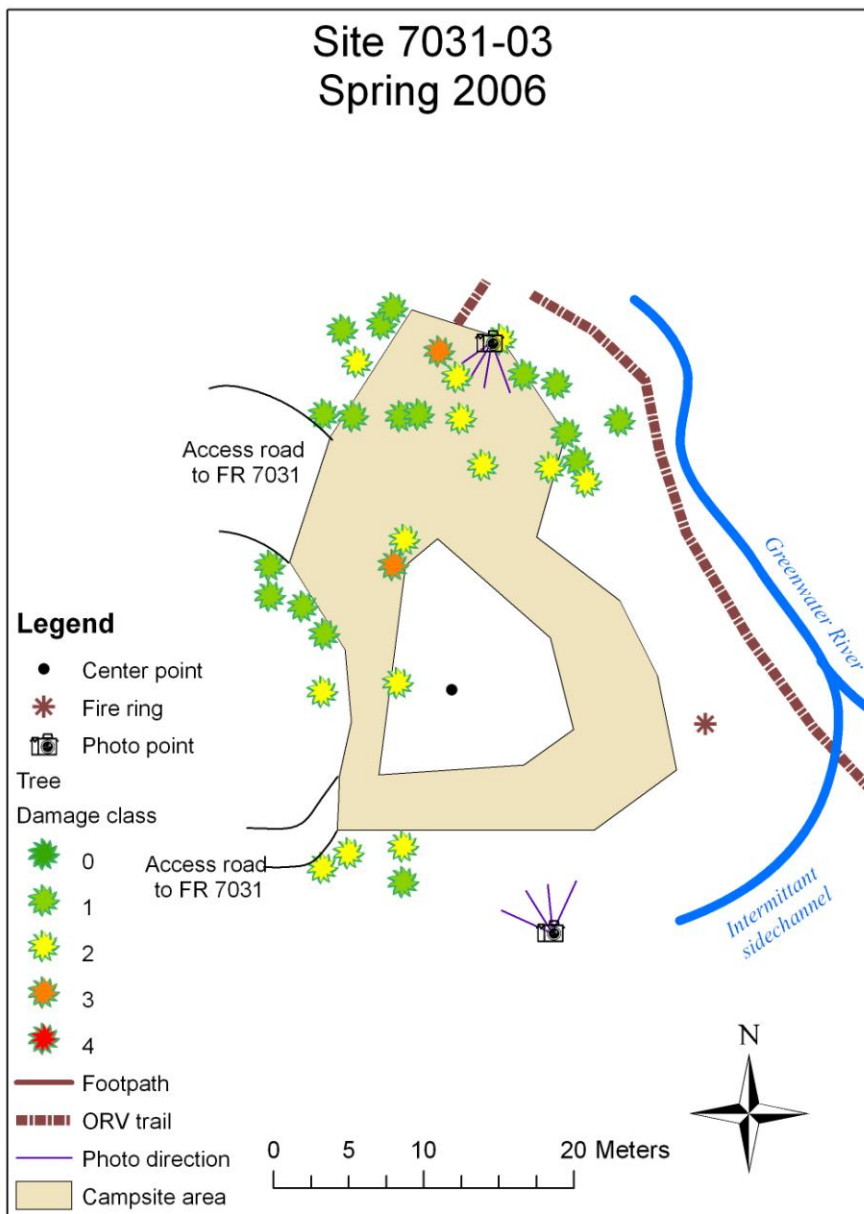 Site 7031-03
Spring 2006
Access road
to FR 7031
Greenwater River
Legend
Center point
Fire ring
Photo point
Tree
Damage class
0
1
2
3
4
Footpath
ORV trail
Photo direction
Campsite area
Access road
to FR 7031
Intermittant
sidechannel
N
0 5 10 20 Meters